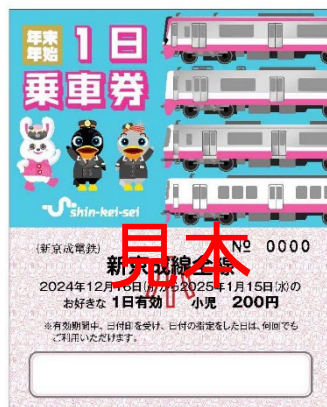 年末年始 1日
乗車券
shin-kei-sei
(新京成電鉄) № 0000
見本
新京成線全線
2024年12月16日(月)から2025年1月15日(水)の
お好きな 1日有効 小児 200円
※有効期間中、日付印を受け、日付の指定をした日は、何回でも
ご利用いただけます。